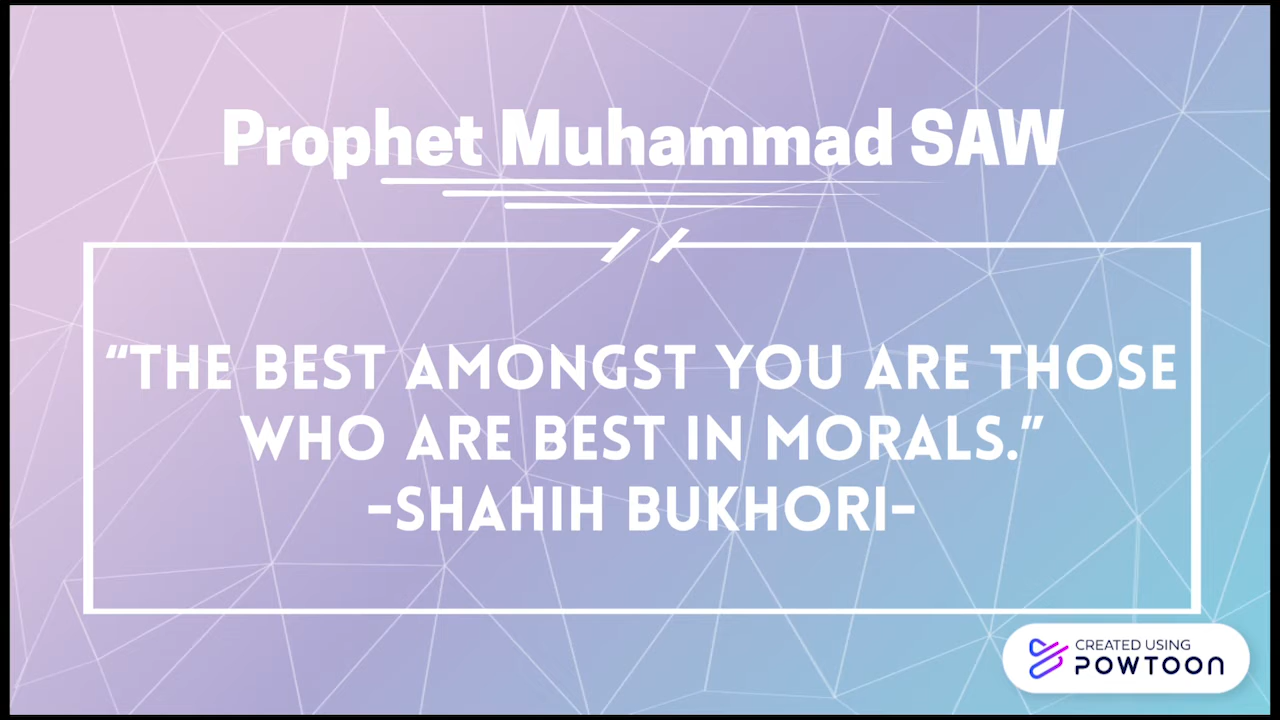 Prophet Muhammad SAW
“THE BEST AMONGST YOU ARE THOSE
WHO ARE BEST IN MORALS.”
-SHAHIH BUKHORI-
CREATED USING
POWTOON